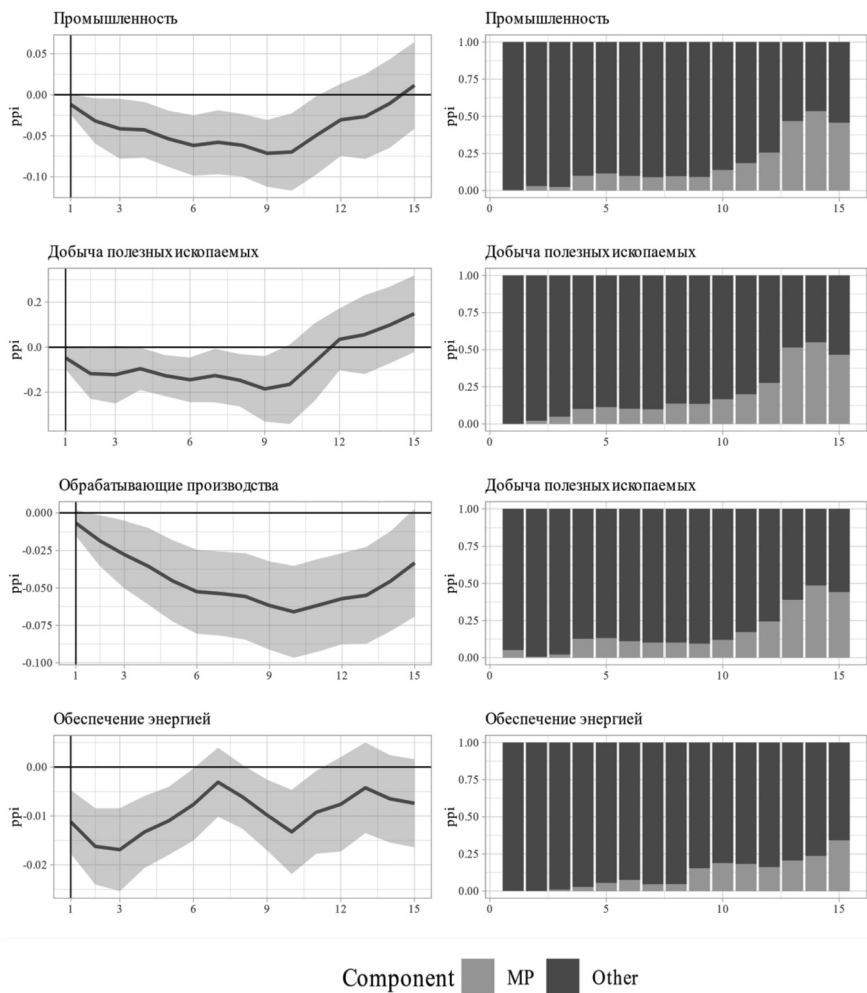 Промышленность
Промышленность
0.05
0.00
-0.05
-0.10
ppi
1 3 6 9 12 15
1.00
0.75
0.50
0.25
0.00
ppi
0 5 10 15
Добыча полезных ископаемых
Добыча полезных ископаемых
0.2
0.0
-0.2
ppi
1 3 6 9 12 15
1.00
0.75
0.50
0.25
0.00
ppi
0 5 10 15
Обрабатывающие производства
Добыча полезных ископаемых
0.000
-0.025
-0.050
-0.075
-0.100
ppi
1 3 6 9 12 15
1.00
0.75
0.50
0.25
0.00
ppi
0 5 10 15
Обеспечение энергией
Обеспечение энергией
0.00
-0.01
-0.02
ppi
1 3 6 9 12 15
1.00
0.75
0.50
0.25
0.00
ppi
0 5 10 15
Component MP Other